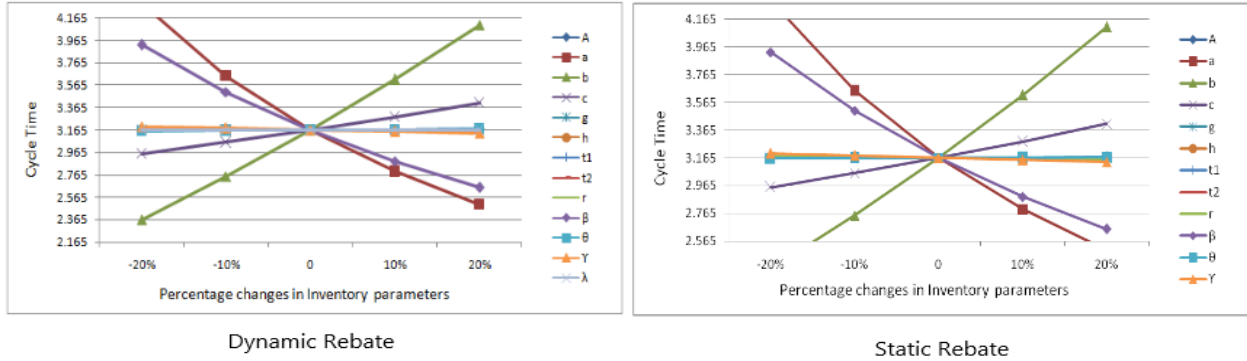 4.165
3.965
3.765
3.565
3.365
3.165
2.965
2.765
2.565
2.365
2.165
Cycle Time
-20% -10% 0 10% 20%
Percentage changes in Inventory parameters
A
a
b
c
g
h
t1
t2
r
β
θ
ϒ
λ
Dynamic Rebate
4.165
3.965
3.765
3.565
3.365
3.165
2.965
2.765
2.565
Cycle Time
-20% -10% 0 10% 20%
Percentage changes in Inventory parameters
A
a
b
c
g
h
t1
t2
r
β
θ
ϒ
Static Rebate